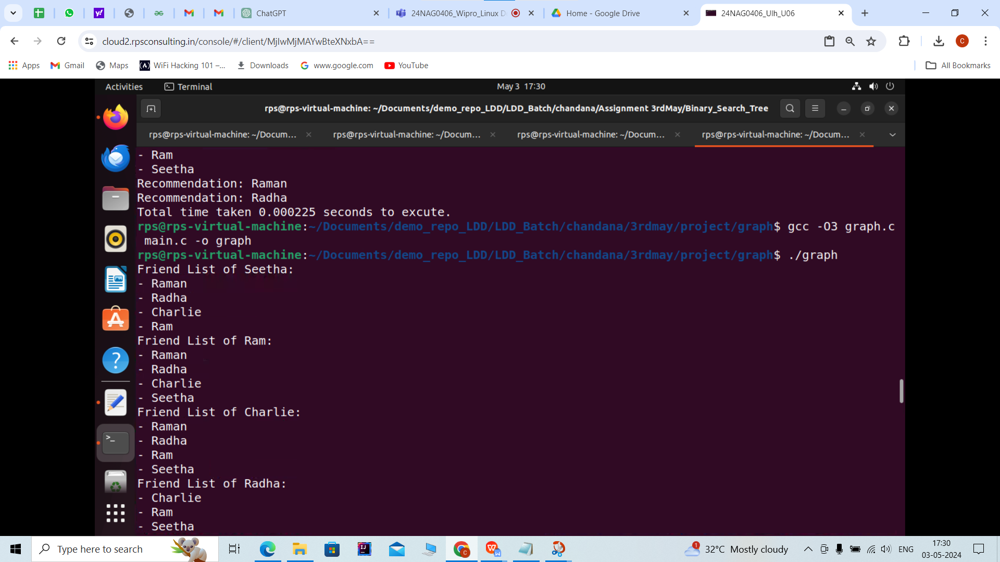 ChatGPT
24NAG0406_Wipro_Linux D
Home - Google Drive
24NAG0406_Ulh_U06
cloud2.rpsconsulting.in/console/#/client/MjIwMjMAYwBteXNxbA==
C
Apps
Gmail
Maps
WiFi Hacking 101 –...
Downloads
www.google.com
YouTube
All Bookmarks
Activities
Terminal
May 3 17:30
rps@rps-virtual-machine: ~/Documents/demo_repo_LDD/LDD_Batch/chandana/Assignment 3rdMay/Binary_Search_Tree
rps@rps-virtual-machine: ~/Docum...
rps@rps-virtual-machine: ~/Docum...
rps@rps-virtual-machine: ~/Docum...
rps@rps-virtual-machine: ~/Docum...
- Ram
- Seetha
Recommendation: Raman
Recommendation: Radha
Total time taken 0.000225 seconds to excute.
rps@rps-virtual-machine:~/Documents/demo_repo_LDD/LDD_Batch/chandana/3rdmay/project/graph$ gcc -O3 graph.c
main.c -o graph
rps@rps-virtual-machine:~/Documents/demo_repo_LDD/LDD_Batch/chandana/3rdmay/project/graph$ ./graph
Friend List of Seetha:
- Raman
- Radha
- Charlie
- Ram
Friend List of Ram:
- Raman
- Radha
- Charlie
- Seetha
Friend List of Charlie:
- Raman
- Radha
- Ram
- Seetha
Friend List of Radha:
- Charlie
- Ram
- Seetha
Type here to search
1
32°C Mostly cloudy
ENG
17:30
03-05-2024